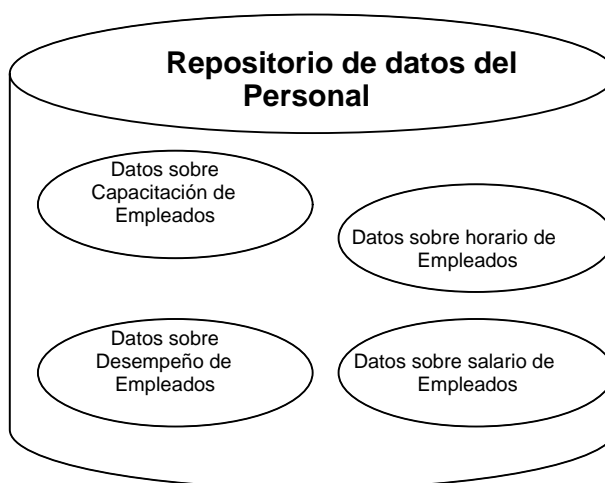 Repositorio de datos del
Personal
Datos sobre
Capacitación de
Empleados
Datos sobre horario de
Empleados
Datos sobre
Desempeño de
Empleados
Datos sobre salario de
Empleados